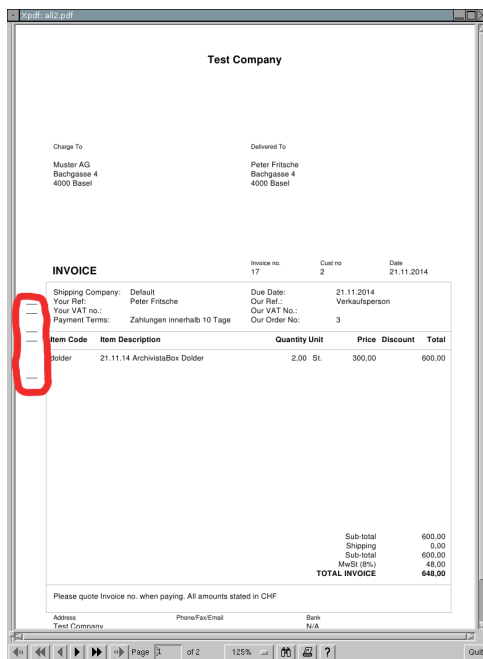 Xpdf: all2.pdf
Test Company
Charge To Delivered To
Muster AG Peter Fritsche
Bachgasse 4 Bachgasse 4
4000 Basel 4000 Basel
Invoice no. Cust no Date
INVOICE 17 2 21.11.2014
Shipping Company: Default Due Date: 21.11.2014
Your Ref: Peter Fritsche Our Ref.: Verkaufsperson
Your VAT no.: Our VAT No.:
Payment Terms: Zahlungen innerhalb 10 Tage Our Order No: 3
Item Code Item Description Quantity Unit Price Discount Total
dolder 21.11.14 ArchivistaBox Dolder 2,00 St. 300,00 600,00
Sub-total 600,00
Shipping 0,00
Sub-total 600,00
MwSt (8%) 48,00
TOTAL INVOICE 648,00
Please quote Invoice no. when paying. All amounts stated in CHF
Address Phone/Fax/Email Bank
Test Company N/A
Page 1 of 2 125% ? Quit